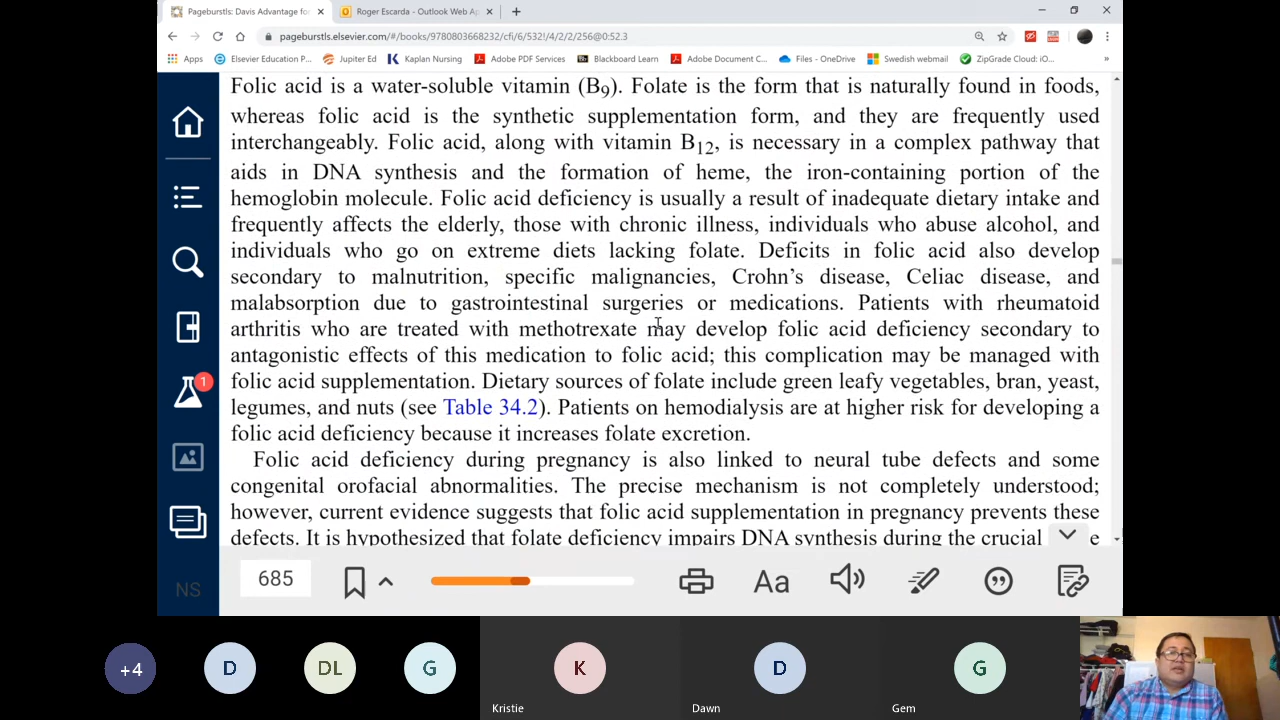 Pageburstls: Davis Advantage for
Roger Escarda - Outlook Web Ap
pageburstls.elsevier.com/#/books/9780803668232/cfi/6/532!/4/2/2/256@0:52.3
Apps
Elsevier Education P...
Jupiter Ed
Kaplan Nursing
Adobe PDF Services
Blackboard Learn
Adobe Document C...
Files - OneDrive
Swedish webmail
ZipGrade Cloud: iO...
»
Folic acid is a water-soluble vitamin (B9). Folate is the form that is naturally found in foods,
whereas folic acid is the synthetic supplementation form, and they are frequently used
interchangeably. Folic acid, along with vitamin B12, is necessary in a complex pathway that
aids in DNA synthesis and the formation of heme, the iron-containing portion of the
hemoglobin molecule. Folic acid deficiency is usually a result of inadequate dietary intake and
frequently affects the elderly, those with chronic illness, individuals who abuse alcohol, and
individuals who go on extreme diets lacking folate. Deficits in folic acid also develop
secondary to malnutrition, specific malignancies, Crohn's disease, Celiac disease, and
malabsorption due to gastrointestinal surgeries or medications. Patients with rheumatoid
arthritis who are treated with methotrexate may develop folic acid deficiency secondary to
antagonistic effects of this medication to folic acid; this complication may be managed with
folic acid supplementation. Dietary sources of folate include green leafy vegetables, bran, yeast,
legumes, and nuts (see Table 34.2). Patients on hemodialysis are at higher risk for developing a
folic acid deficiency because it increases folate excretion.
Folic acid deficiency during pregnancy is also linked to neural tube defects and some
congenital orofacial abnormalities. The precise mechanism is not completely understood;
however, current evidence suggests that folic acid supplementation in pregnancy prevents these
defects. It is hypothesized that folate deficiency impairs DNA synthesis during the crucial
1
NS
685
Aa
+4
D
DL
G
K
D
G
Kristie
Dawn
Gem